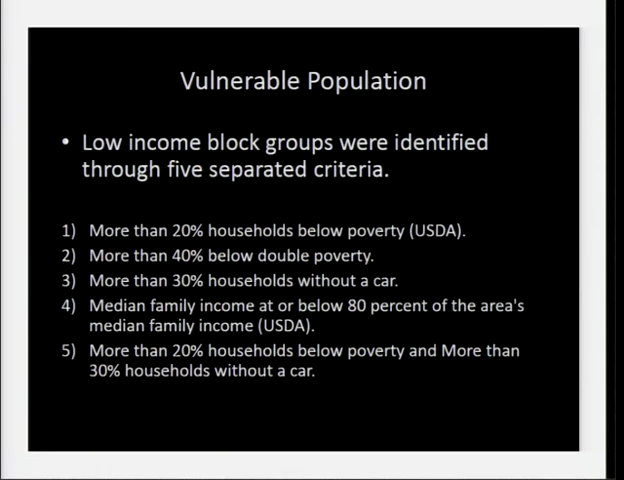 Vulnerable Population
• Low income block groups were identified
through five separated criteria.
1) More than 20% households below poverty (USDA).
2) More than 40% below double poverty.
3) More than 30% households without a car.
4) Median family income at or below 80 percent of the area's
median family income (USDA).
5) More than 20% households below poverty and More than
30% households without a car.